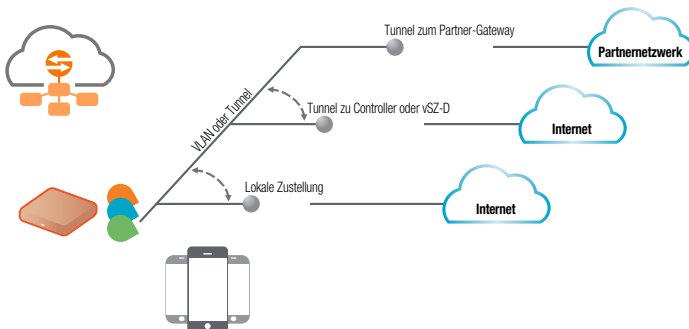 Tunnel zum Partner-Gateway
Partnernetzwerk
VLAN oder Tunnel
Tunnel zu Controller oder vSZ-D
Internet
Lokale Zustellung
Internet